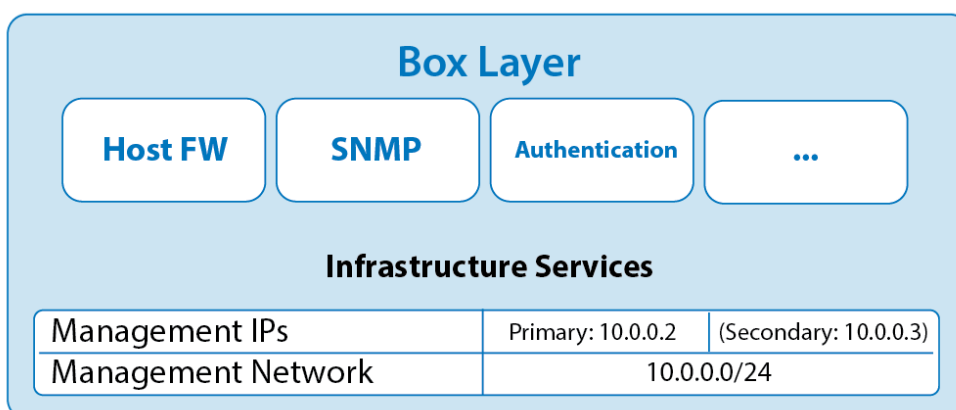 Box Layer
Host FW SNMP Authentication ...
Infrastructure Services
Management IPs Primary: 10.0.0.2 (Secondary: 10.0.0.3)
Management Network 10.0.0.0/24